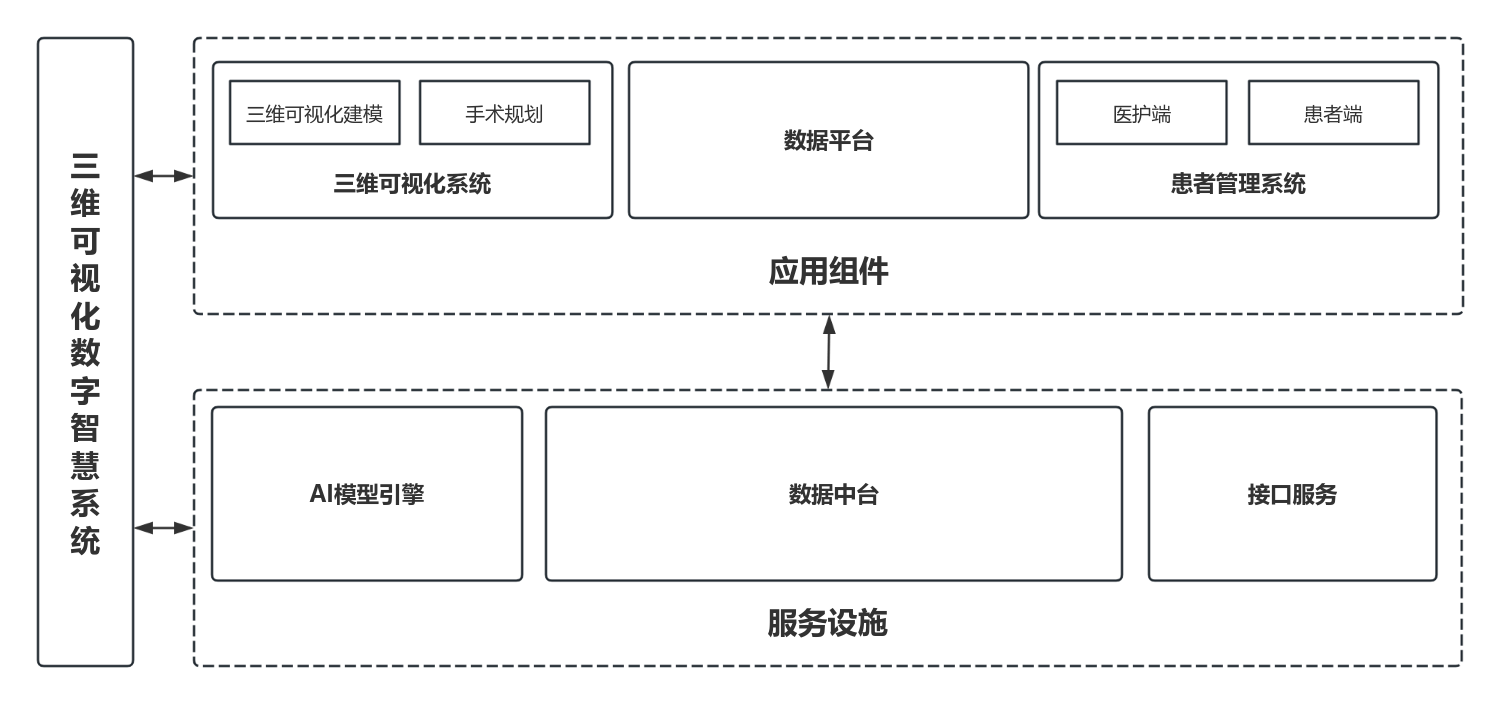 三维可视化数字智慧系统
三维可视化建模
手术规划
三维可视化系统
数据平台
医护端
患者端
患者管理系统
应用组件
AI模型引擎
数据中台
接口服务
服务设施